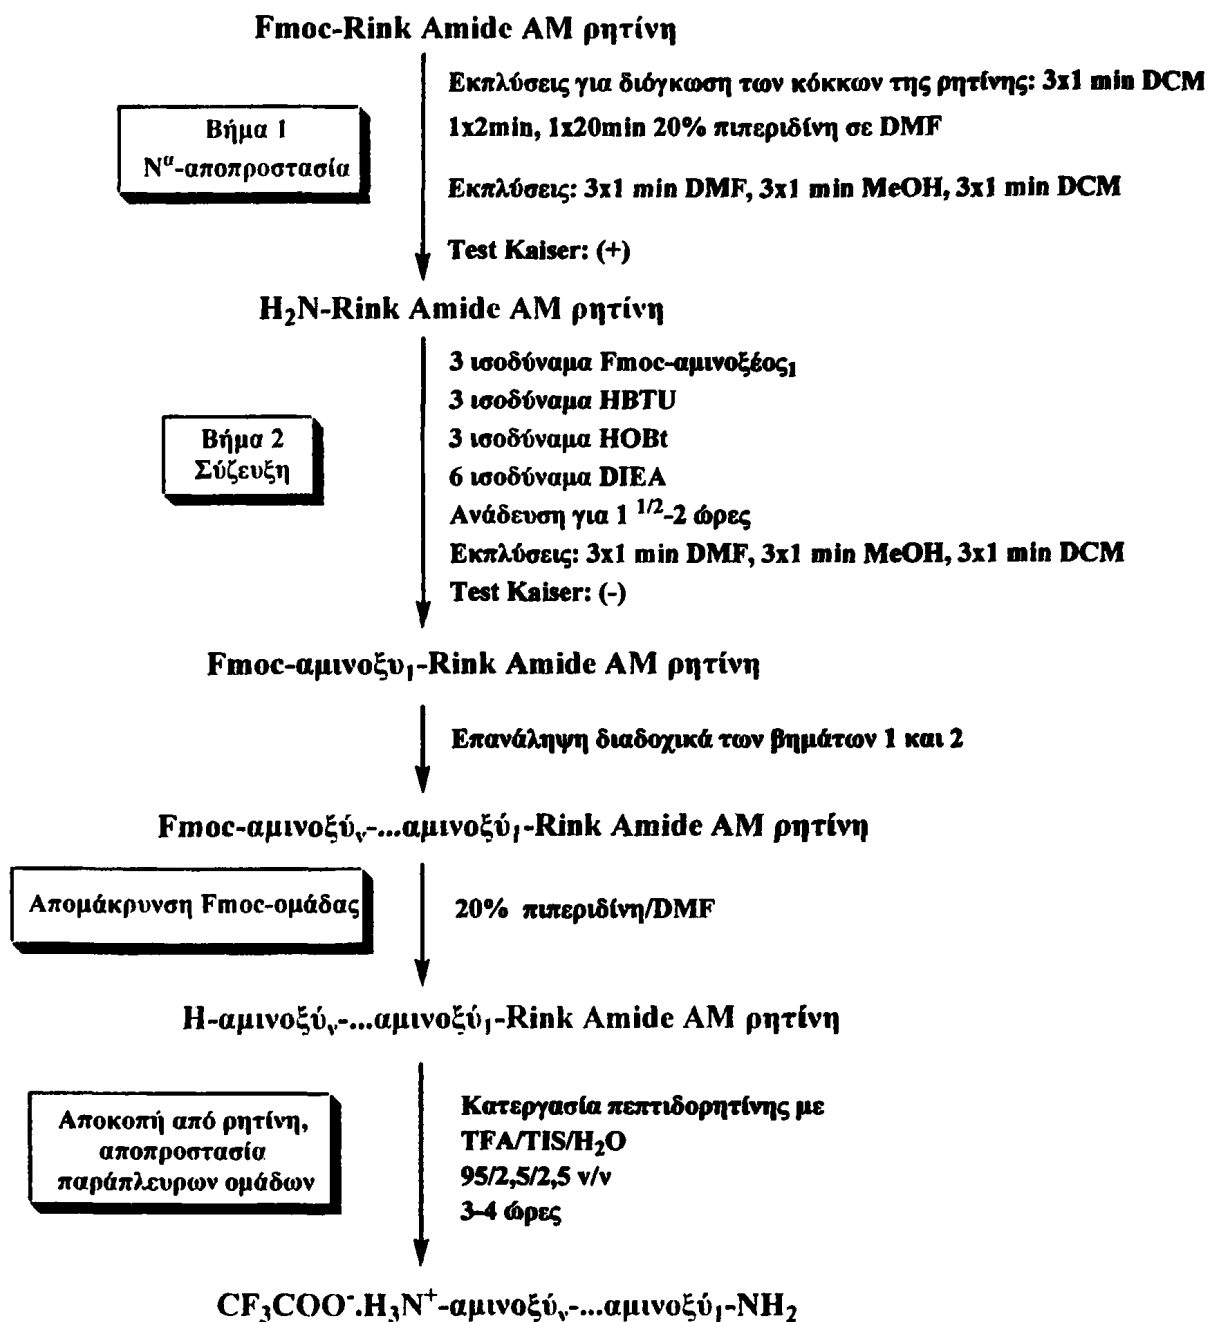 Fmoc-Rink Amide AM ρητίνη
Εκπλύσεις για διόγκωση των κόκκων της ρητίνης: 3x1 min DCM
Βήμα 1
Nᵅ-αποπροστασία
1x2min, 1x20min 20% πιπεριδίνη σε DMF
Εκπλύσεις: 3x1 min DMF, 3x1 min MeOH, 3x1 min DCM
Test Kaiser: (+)
H₂N-Rink Amide AM ρητίνη
Βήμα 2
Σύζευξη
3 ισοδύναμα Fmoc-αμινοξέος₁
3 ισοδύναμα HBTU
3 ισοδύναμα HOBt
6 ισοδύναμα DIEA
Ανάδευση για 1 ¹/²-2 ώρες
Εκπλύσεις: 3x1 min DMF, 3x1 min MeOH, 3x1 min DCM
Test Kaiser: (-)
Fmoc-αμινοξυ₁-Rink Amide AM ρητίνη
Επανάληψη διαδοχικά των βημάτων 1 και 2
Fmoc-αμινοξύᵥ-...αμινοξύ₁-Rink Amide AM ρητίνη
Απομάκρυνση Fmoc-ομάδας
20% πιπεριδίνη/DMF
H-αμινοξύᵥ-...αμινοξύ₁-Rink Amide AM ρητίνη
Αποκοπή από ρητίνη,
αποπροστασία
παράπλευρων ομάδων
Κατεργασία πεπτιδορητίνης με
TFA/TIS/H₂O
95/2,5/2,5 v/v
3-4 ώρες
CF₃COO⁻.H₃N⁺-αμινοξύᵥ-...αμινοξύ₁-NH₂